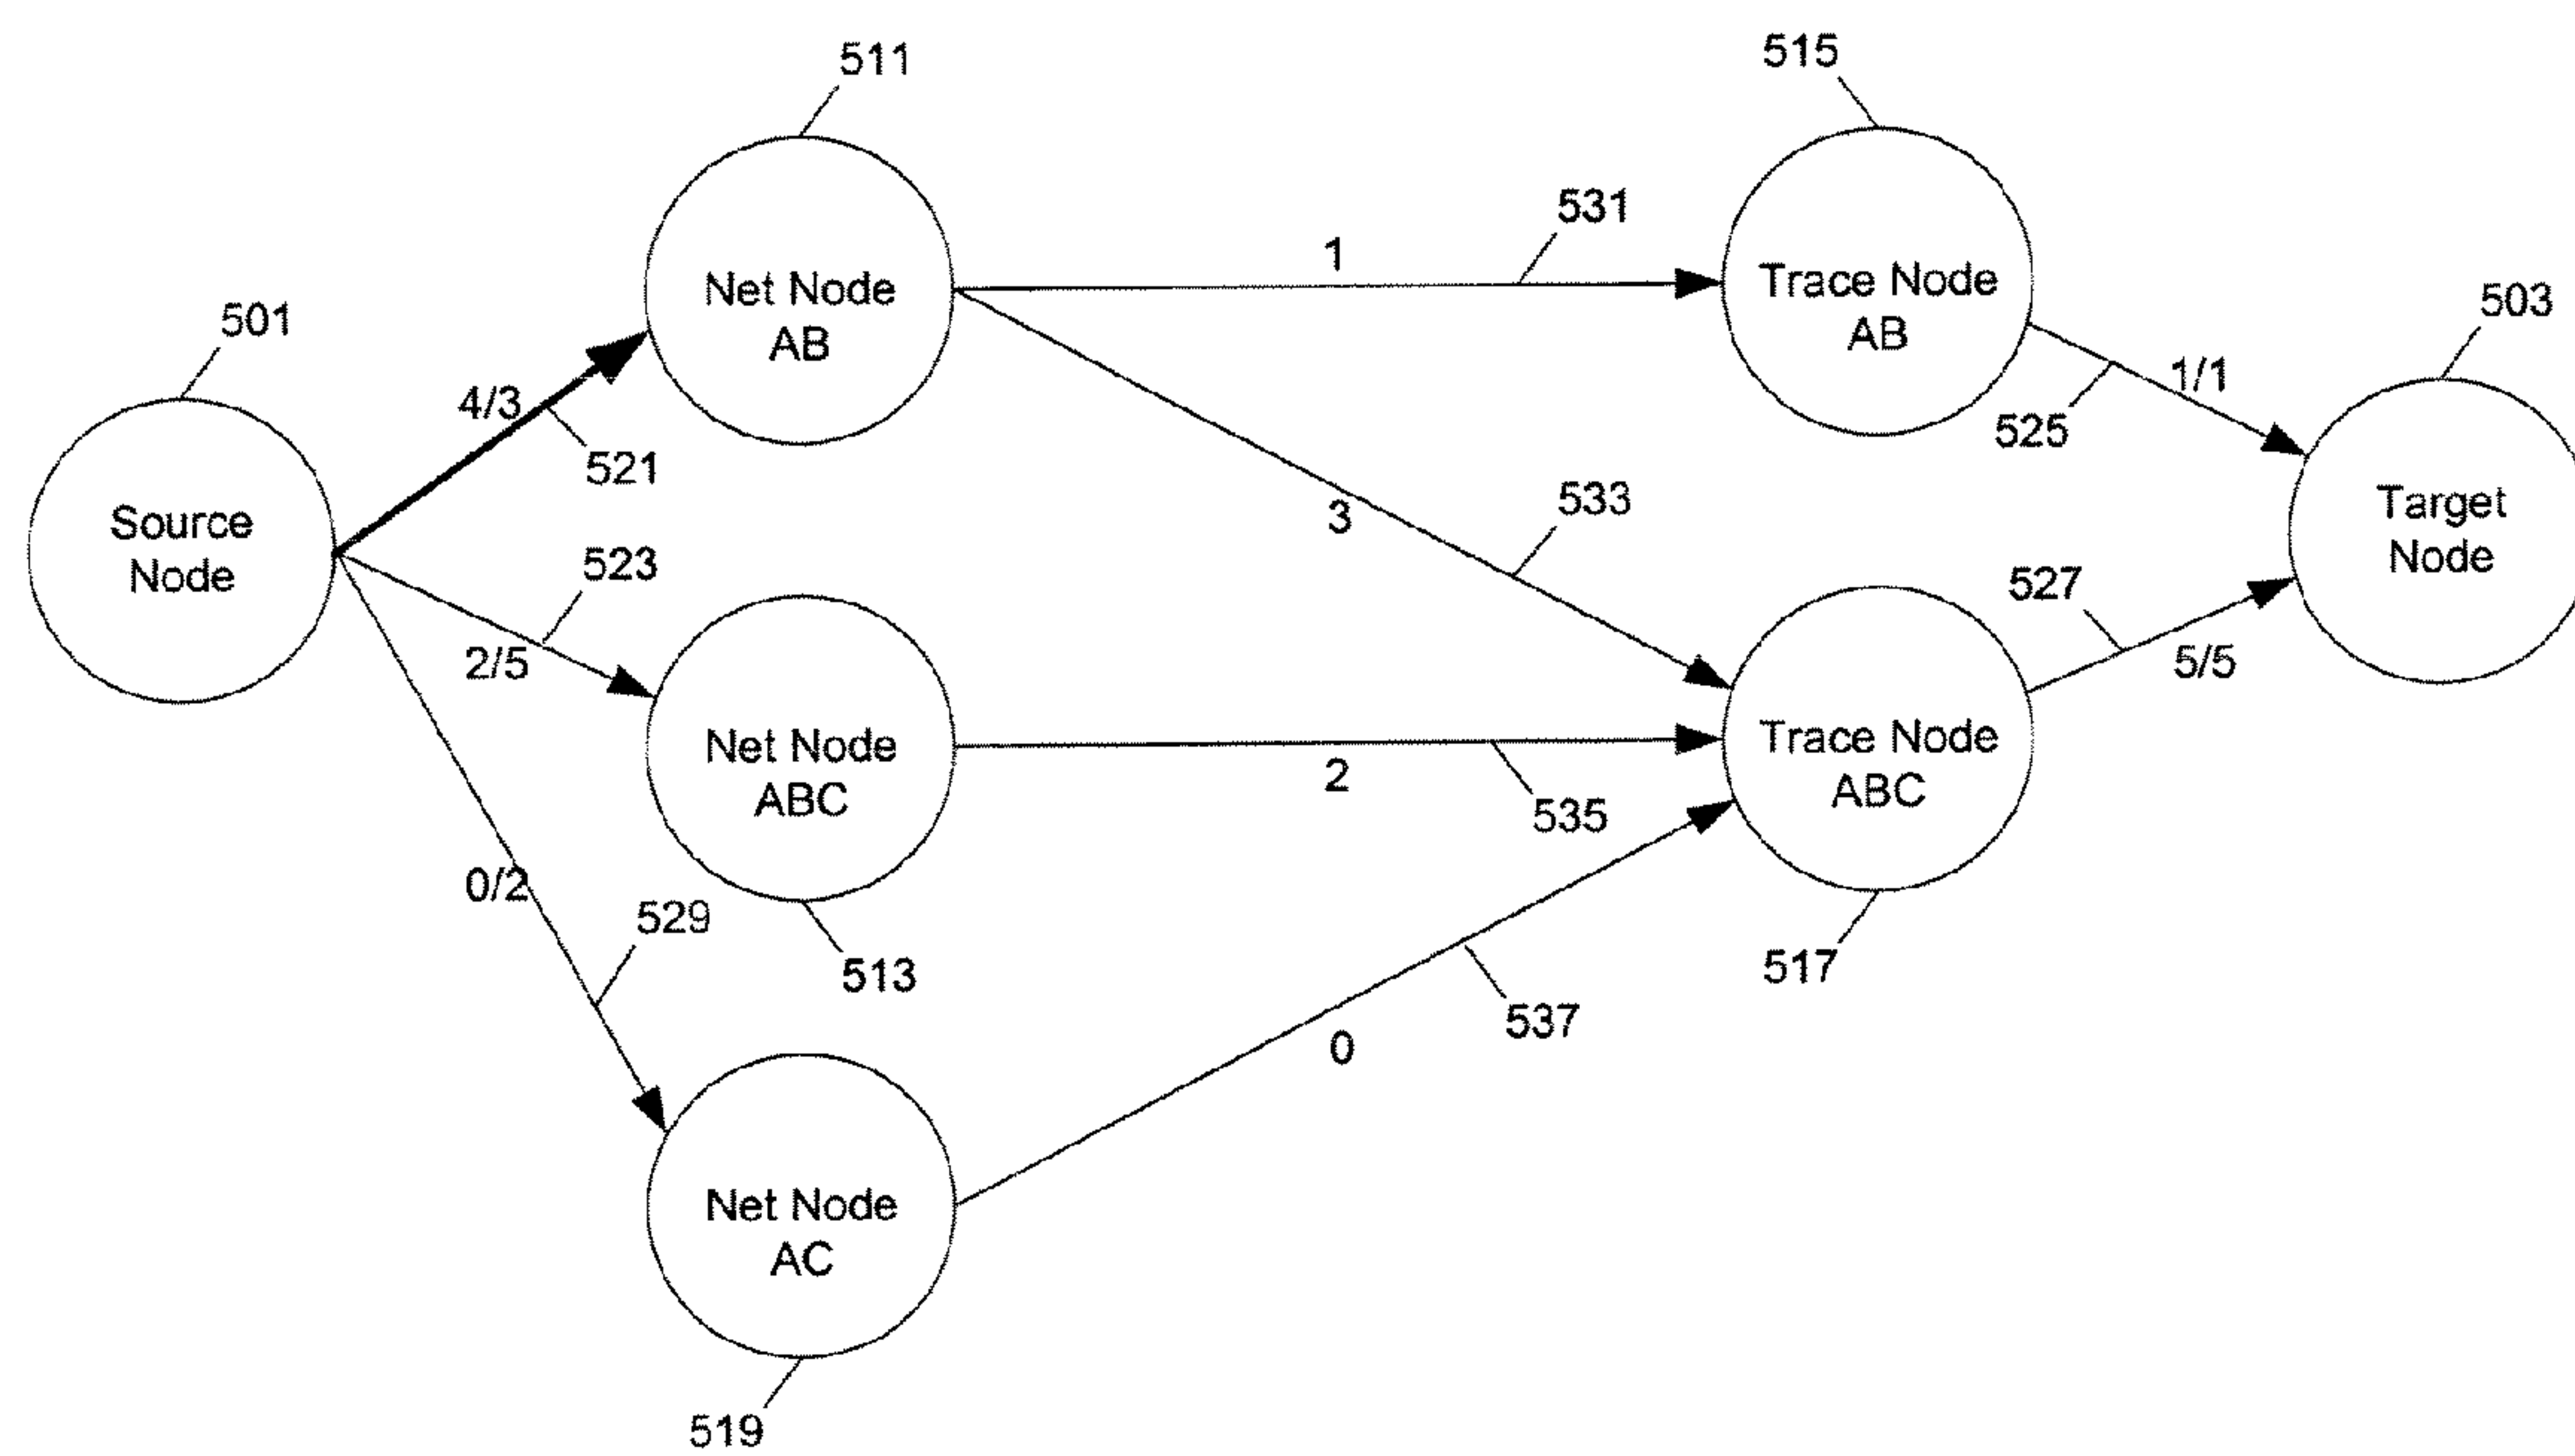 511
515
501
503
Source
Node
Net Node
AB
Trace Node
AB
Target
Node
4/3
521
523
2/5
0/2
529
1
531
3
533
1/1
525
527
5/5
Net Node
ABC
513
2
535
Trace Node
ABC
517
0
537
Net Node
AC
519